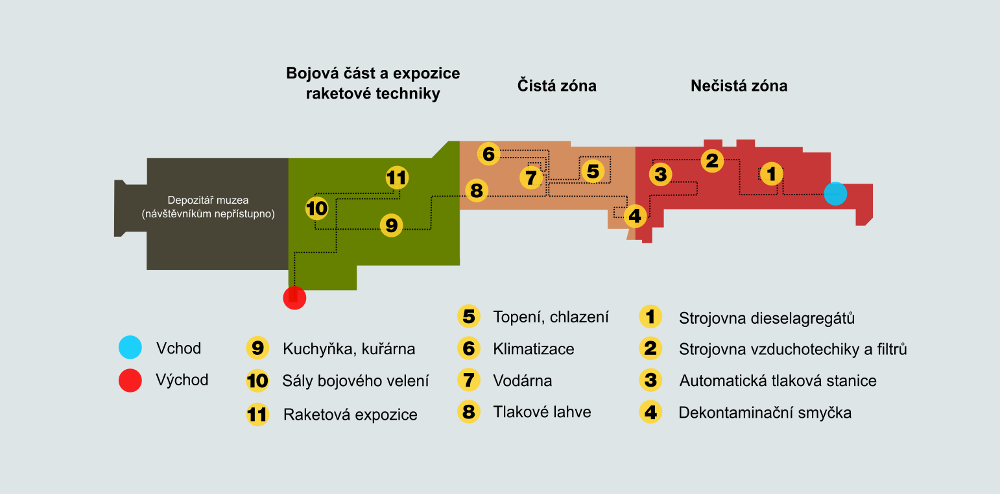 Bojová část a expozice
raketové techniky
Čistá zóna
Nečistá zóna
Depozitář muzea
(návštěvníkům nepřístupno)
11
10
9
6
7
8
5
4
3
2
1
Vchod
Východ
9 Kuchyňka, kuřárna
10 Sály bojového velení
11 Raketová expozice
5 Topení, chlazení
6 Klimatizace
7 Vodárna
8 Tlakové lahve
1 Strojovna dieselagregátů
2 Strojovna vzduchotechiky a filtrů
3 Automatická tlaková stanice
4 Dekontaminační smyčka